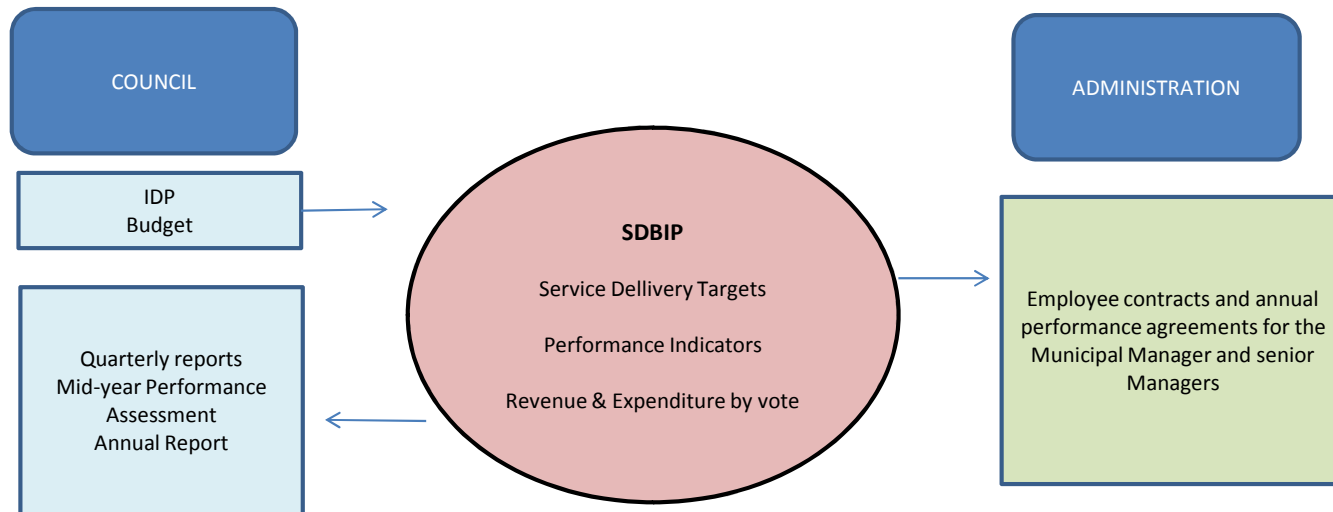 COUNCIL
IDP
Budget
Quarterly reports
Mid-year Performance
Assessment
Annual Report
SDBIP
Service Dellivery Targets
Performance Indicators
Revenue & Expenditure by vote
ADMINISTRATION
Employee contracts and annual
performance agreements for the
Municipal Manager and senior
Managers